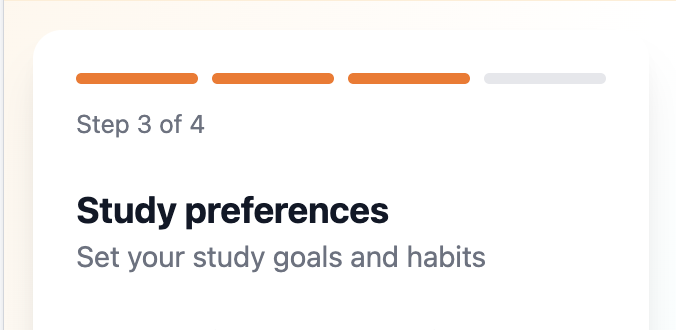 Step 3 of 4
Study preferences
Set your study goals and habits